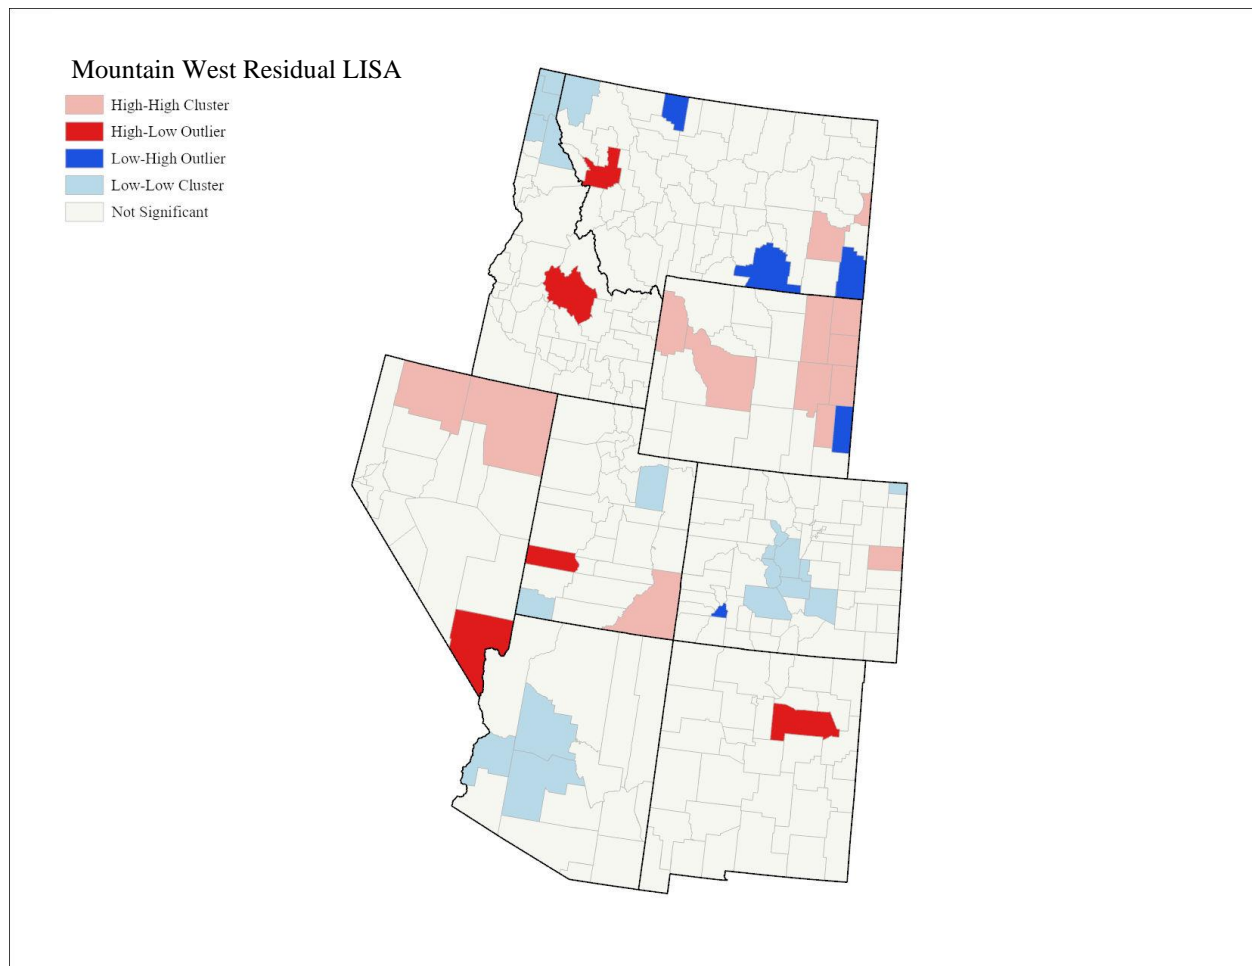 Mountain West Residual LISA
High-High Cluster
High-Low Outlier
Low-High Outlier
Low-Low Cluster
Not Significant